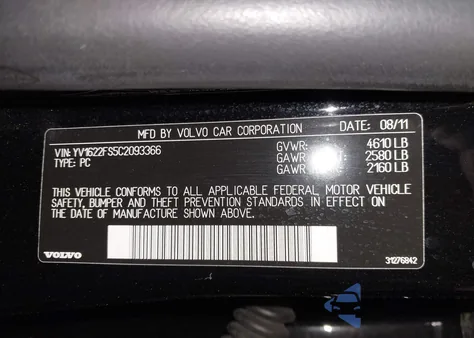 MFD BY VOLVO CAR CORPORATION DATE: 08/11
VIN: YV1622FS5C2093366 GVWR: 4610 LB
TYPE: PC GAWR 2580 LB
GAWR 2160 LB
THIS VEHICLE CONFORMS TO ALL APPLICABLE FEDERAL MOTOR VEHICLE
SAFETY, BUMPER AND THEFT PREVENTION STANDARDS IN EFFECT ON
THE DATE OF MANUFACTURE SHOWN ABOVE.
VOLVO 31276842